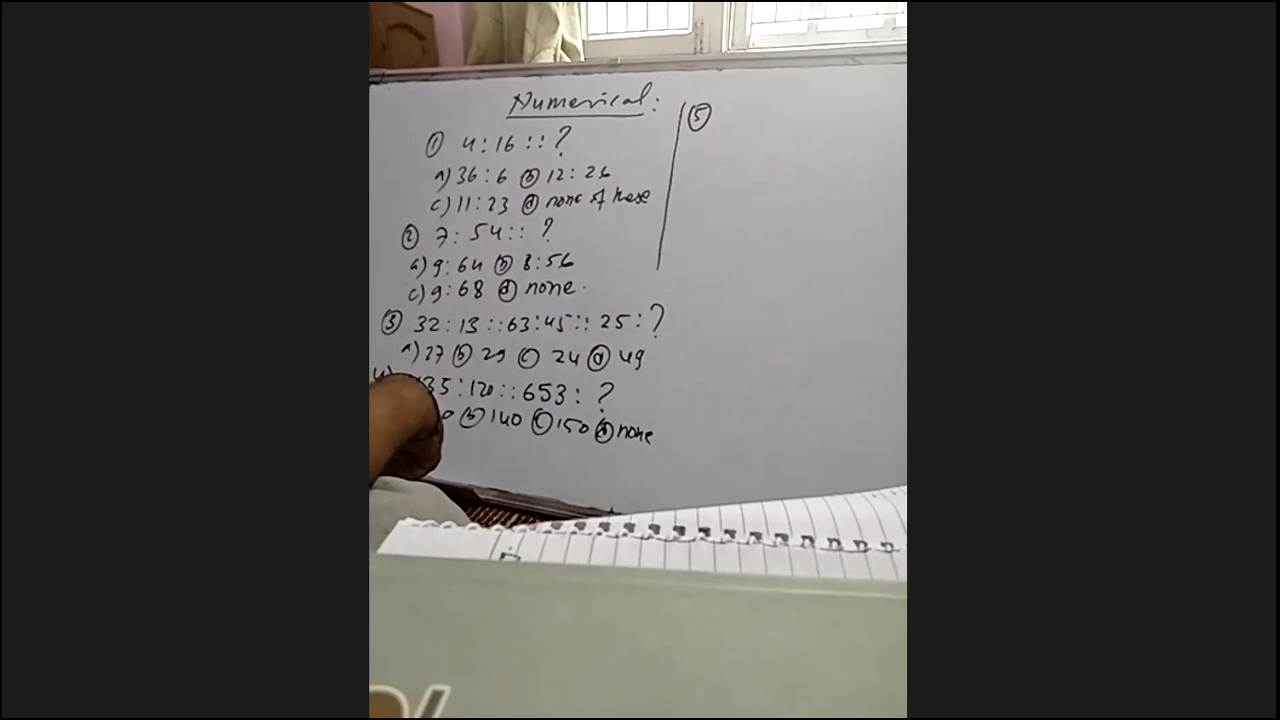 Numerical:
① 4:16::?
a) 36:6 ⓑ 12:26
c) 11:23 ⓓ none of these
② 7:54::?
a) 9:64 ⓑ 8:56
c) 9:68 ⓓ none.
③ 32:13::63:45::25:?
a) 27 ⓑ 29 ⓒ 24 ⓓ 49
35:120::653:?
ⓑ 140 ⓒ 150 ⓓ none
⑤